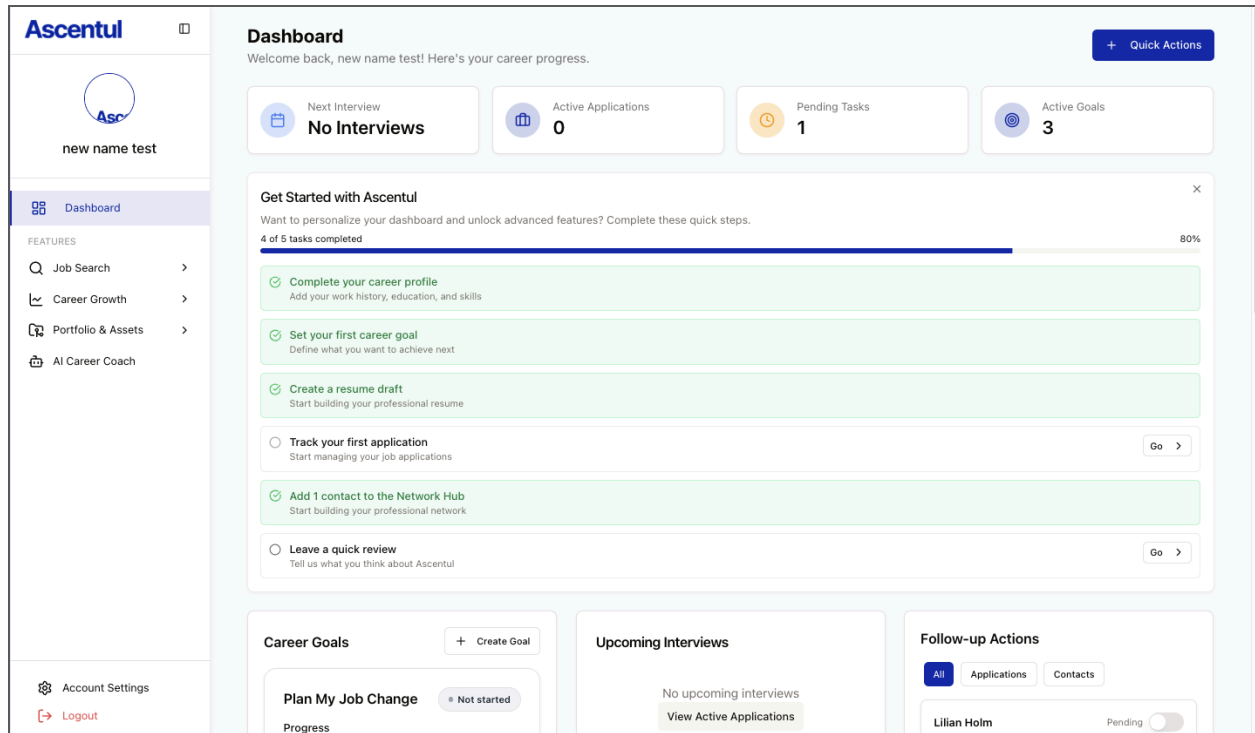 Ascentul
Asce
new name test
Dashboard
FEATURES
Job Search
Career Growth
Portfolio & Assets
AI Career Coach
Account Settings
Logout
Dashboard
Welcome back, new name test! Here's your career progress.
+ Quick Actions
Next Interview
No Interviews
Active Applications
0
Pending Tasks
1
Active Goals
3
Get Started with Ascentul
Want to personalize your dashboard and unlock advanced features? Complete these quick steps.
4 of 5 tasks completed 80%
Complete your career profile
Add your work history, education, and skills
Set your first career goal
Define what you want to achieve next
Create a resume draft
Start building your professional resume
Track your first application
Start managing your job applications
Go
Add 1 contact to the Network Hub
Start building your professional network
Leave a quick review
Tell us what you think about Ascentul
Go
Career Goals
+ Create Goal
Plan My Job Change
Not started
Progress
Upcoming Interviews
No upcoming interviews
View Active Applications
Follow-up Actions
All Applications Contacts
Lilian Holm
Pending